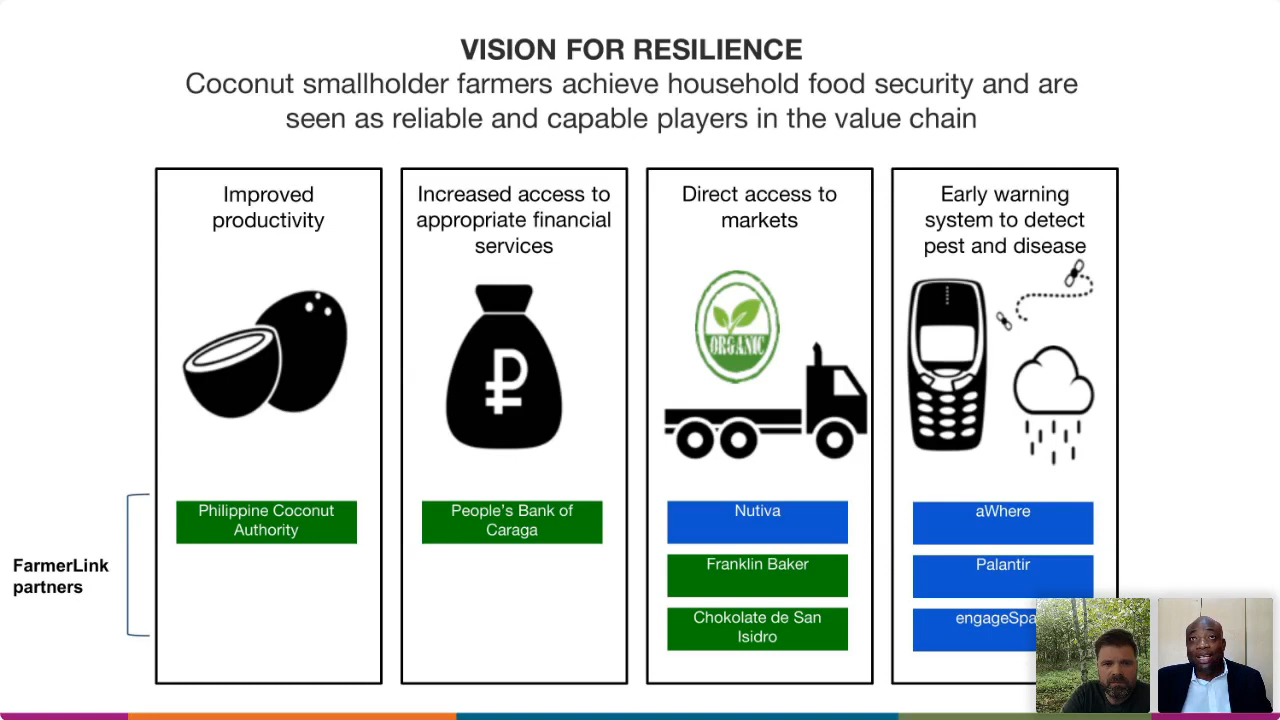 VISION FOR RESILIENCE
Coconut smallholder farmers achieve household food security and are
seen as reliable and capable players in the value chain
Improved
productivity
Increased access to
appropriate financial
services
Direct access to
markets
Early warning
system to detect
pest and disease
ORGANIC
₽
Philippine Coconut
Authority
People's Bank of
Caraga
Nutiva
Franklin Baker
Chokolate de San
Isidro
aWhere
Palantir
FarmerLink
partners